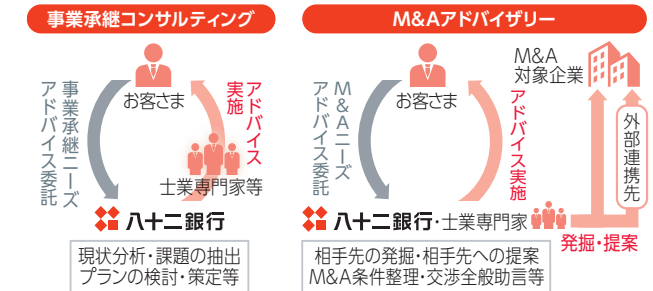 事業承継コンサルティング
お客さま
事業承継ニーズ
アドバイス委託
アドバイス
実施
士業専門家等
八十二銀行
現状分析・課題の抽出
プランの検討・策定等
M&Aアドバイザリー
お客さま
M&Aニーズ
アドバイス委託
アドバイス実施
M&A
対象企業
外部連携先
八十二銀行・士業専門家
発掘・提案
相手先の発掘・相手先への提案
M&A条件整理・交渉全般助言等